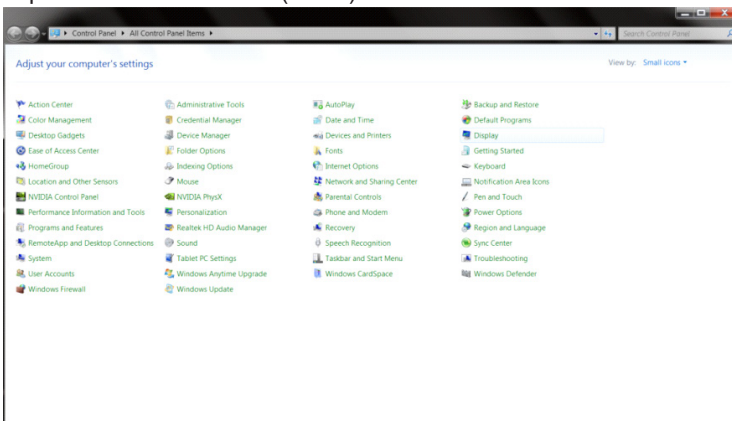 Control Panel ▸ All Control Panel Items ▸
Search Control Panel
Adjust your computer's settings
View by: Small icons
Action Center Administrative Tools AutoPlay Backup and Restore
Color Management Credential Manager Date and Time Default Programs
Desktop Gadgets Device Manager Devices and Printers Display
Ease of Access Center Folder Options Fonts Getting Started
HomeGroup Indexing Options Internet Options Keyboard
Location and Other Sensors Mouse Network and Sharing Center Notification Area Icons
NVIDIA Control Panel NVIDIA PhysX Parental Controls Pen and Touch
Performance Information and Tools Personalization Phone and Modem Power Options
Programs and Features Realtek HD Audio Manager Recovery Region and Language
RemoteApp and Desktop Connections Sound Speech Recognition Sync Center
System Tablet PC Settings Taskbar and Start Menu Troubleshooting
User Accounts Windows Anytime Upgrade Windows CardSpace Windows Defender
Windows Firewall Windows Update